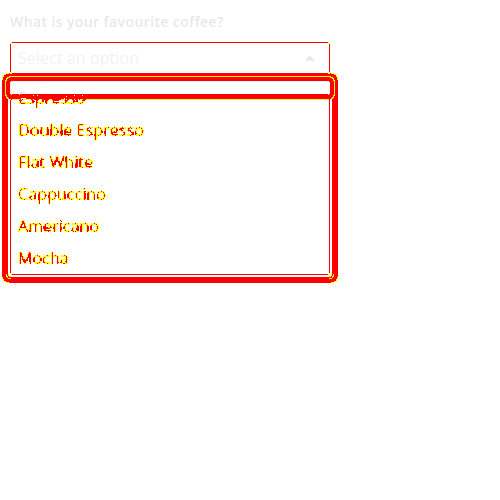 What is your favourite coffee?
Select an option
Espresso
Double Espresso
Flat White
Cappuccino
Americano
Mocha